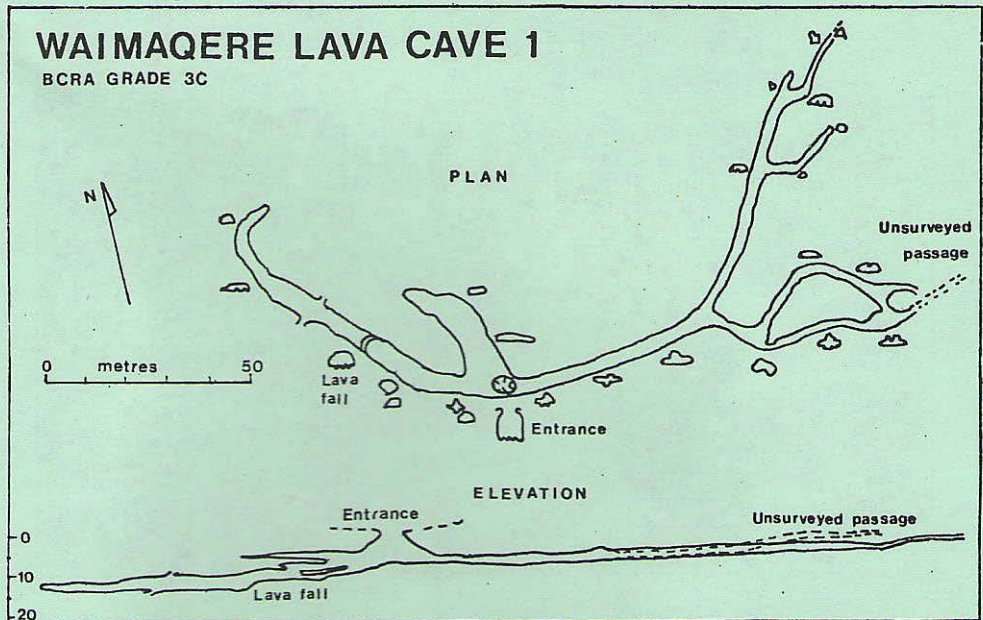 WAIMAQERE LAVA CAVE 1
BCRA GRADE 3C
PLAN
N
Unsurveyed
passage
0 metres 50
Lava
fall
Entrance
ELEVATION
Entrance
Unsurveyed passage
0
10
Lava fall
20